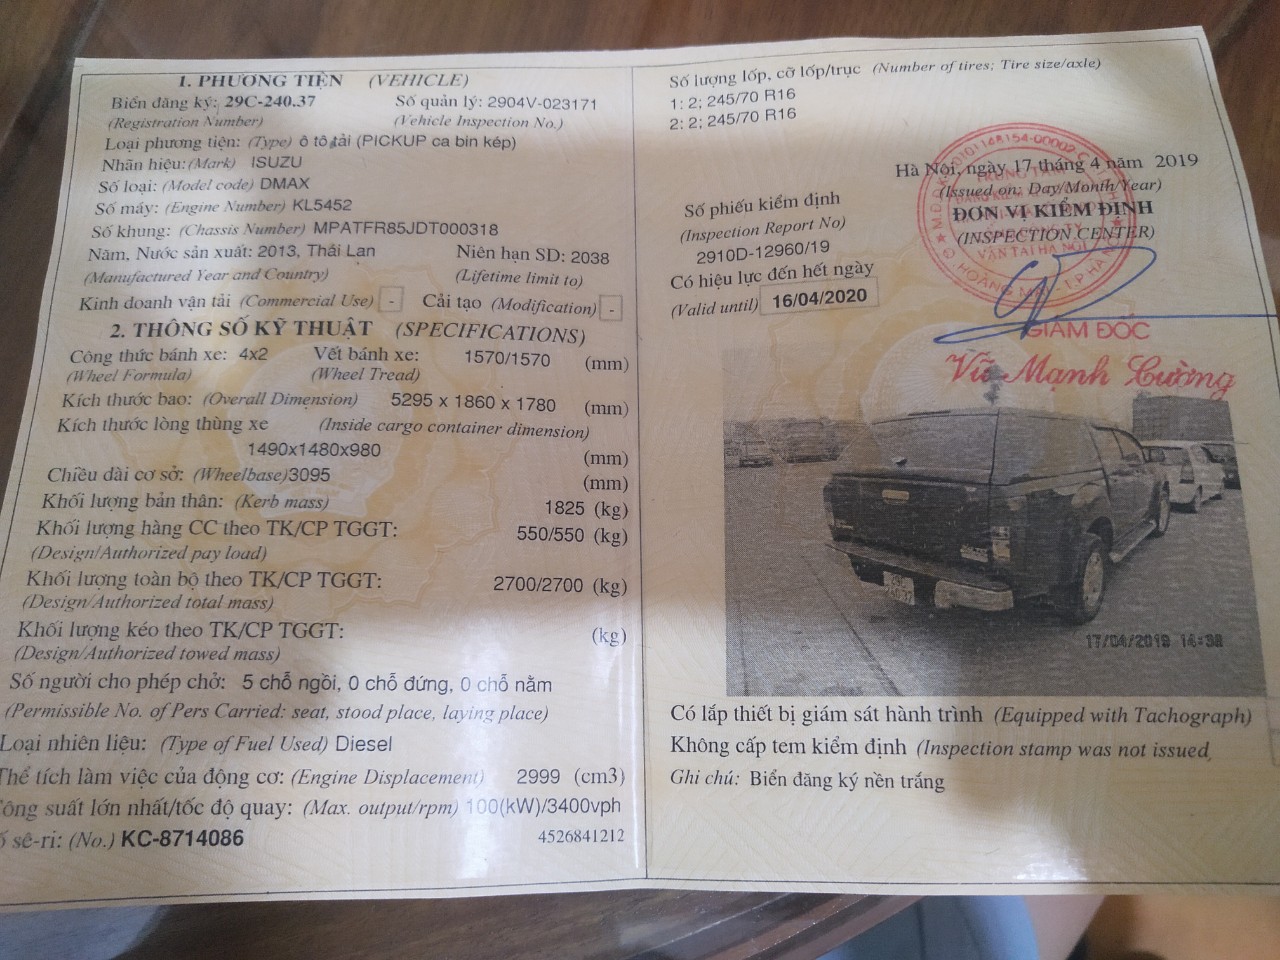 1. PHƯƠNG TIỆN (VEHICLE)
Biển đăng ký: 29C-240.37 Số quản lý: 2904V-023171
(Registration Number) (Vehicle Inspection No.)
Loại phương tiện: (Type) ô tô tải (PICKUP ca bin kép)
Nhãn hiệu: (Mark) ISUZU
Số loại: (Model code) DMAX
Số máy: (Engine Number) KL5452
Số khung: (Chassis Number) MPATFR85JDT000318
Năm, Nước sản xuất: 2013, Thái Lan Niên hạn SD: 2038
(Manufactured Year and Country) (Lifetime limit to)
Kinh doanh vận tải (Commercial Use) - Cải tạo (Modification) -
2. THÔNG SỐ KỸ THUẬT (SPECIFICATIONS)
Công thức bánh xe: 4x2 Vết bánh xe: 1570/1570 (mm)
(Wheel Formula) (Wheel Tread)
Kích thước bao: (Overall Dimension) 5295 x 1860 x 1780 (mm)
Kích thước lòng thùng xe (Inside cargo container dimension)
1490x1480x980 (mm)
Chiều dài cơ sở: (Wheelbase) 3095 (mm)
Khối lượng bản thân: (Kerb mass) 1825 (kg)
Khối lượng hàng CC theo TK/CP TGGT: 550/550 (kg)
(Design/Authorized pay load)
Khối lượng toàn bộ theo TK/CP TGGT: 2700/2700 (kg)
(Design/Authorized total mass)
Khối lượng kéo theo TK/CP TGGT: (kg)
(Design/Authorized towed mass)
Số người cho phép chở: 5 chỗ ngồi, 0 chỗ đứng, 0 chỗ nằm
(Permissible No. of Pers Carried: seat, stood place, laying place)
Loại nhiên liệu: (Type of Fuel Used) Diesel
Thể tích làm việc của động cơ: (Engine Displacement) 2999 (cm3)
Công suất lớn nhất/tốc độ quay: (Max. output/rpm) 100(kW)/3400vph
Số sê-ri: (No.) KC-8714086 4526841212
Số lượng lốp, cỡ lốp/trục (Number of tires; Tire size/axle)
1: 2; 245/70 R16
2: 2; 245/70 R16
Hà Nội, ngày 17 tháng 4 năm 2019
(Issued on: Day/Month/Year)
ĐƠN VỊ KIỂM ĐỊNH
(INSPECTION CENTER)
Số phiếu kiểm định
(Inspection Report No)
2910D-12960/19
Có hiệu lực đến hết ngày
(Valid until) 16/04/2020
GIÁM ĐỐC
Vũ Mạnh Cường
17/04/2019 14:38
Có lắp thiết bị giám sát hành trình (Equipped with Tachograph)
Không cấp tem kiểm định (Inspection stamp was not issued)
Ghi chú: Biển đăng ký nền trắng